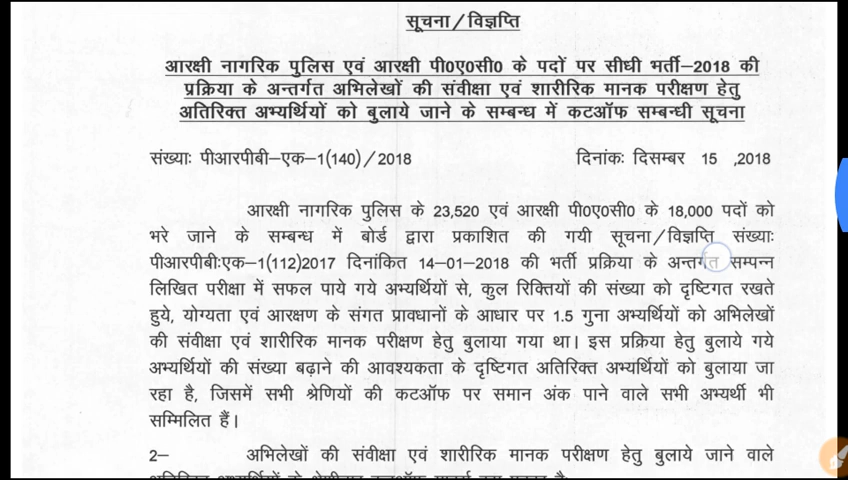 सूचना/विज्ञप्ति
आरक्षी नागरिक पुलिस एवं आरक्षी पी0ए0सी0 के पदों पर सीधी भर्ती–2018 की
प्रक्रिया के अन्तर्गत अभिलेखों की संवीक्षा एवं शारीरिक मानक परीक्षण हेतु
अतिरिक्त अभ्यर्थियों को बुलाये जाने के सम्बन्ध में कटऑफ सम्बन्धी सूचना
संख्याः पीआरपीबी–एक–1(140)/2018 दिनांकः दिसम्बर 15 ,2018
आरक्षी नागरिक पुलिस के 23,520 एवं आरक्षी पी0ए0सी0 के 18,000 पदों को
भरे जाने के सम्बन्ध में बोर्ड द्वारा प्रकाशित की गयी सूचना/विज्ञप्ति संख्याः
पीआरपीबीःएक–1(112)2017 दिनांकित 14–01–2018 की भर्ती प्रक्रिया के अन्तर्गत सम्पन्न
लिखित परीक्षा में सफल पाये गये अभ्यर्थियों से, कुल रिक्तियों की संख्या को दृष्टिगत रखते
हुये, योग्यता एवं आरक्षण के संगत प्रावधानों के आधार पर 1.5 गुना अभ्यर्थियों को अभिलेखों
की संवीक्षा एवं शारीरिक मानक परीक्षण हेतु बुलाया गया था। इस प्रक्रिया हेतु बुलाये गये
अभ्यर्थियों की संख्या बढ़ाने की आवश्यकता के दृष्टिगत अतिरिक्त अभ्यर्थियों को बुलाया जा
रहा है, जिसमें सभी श्रेणियों की कटऑफ पर समान अंक पाने वाले सभी अभ्यर्थी भी
सम्मिलित हैं।
2– अभिलेखों की संवीक्षा एवं शारीरिक मानक परीक्षण हेतु बुलाये जाने वाले